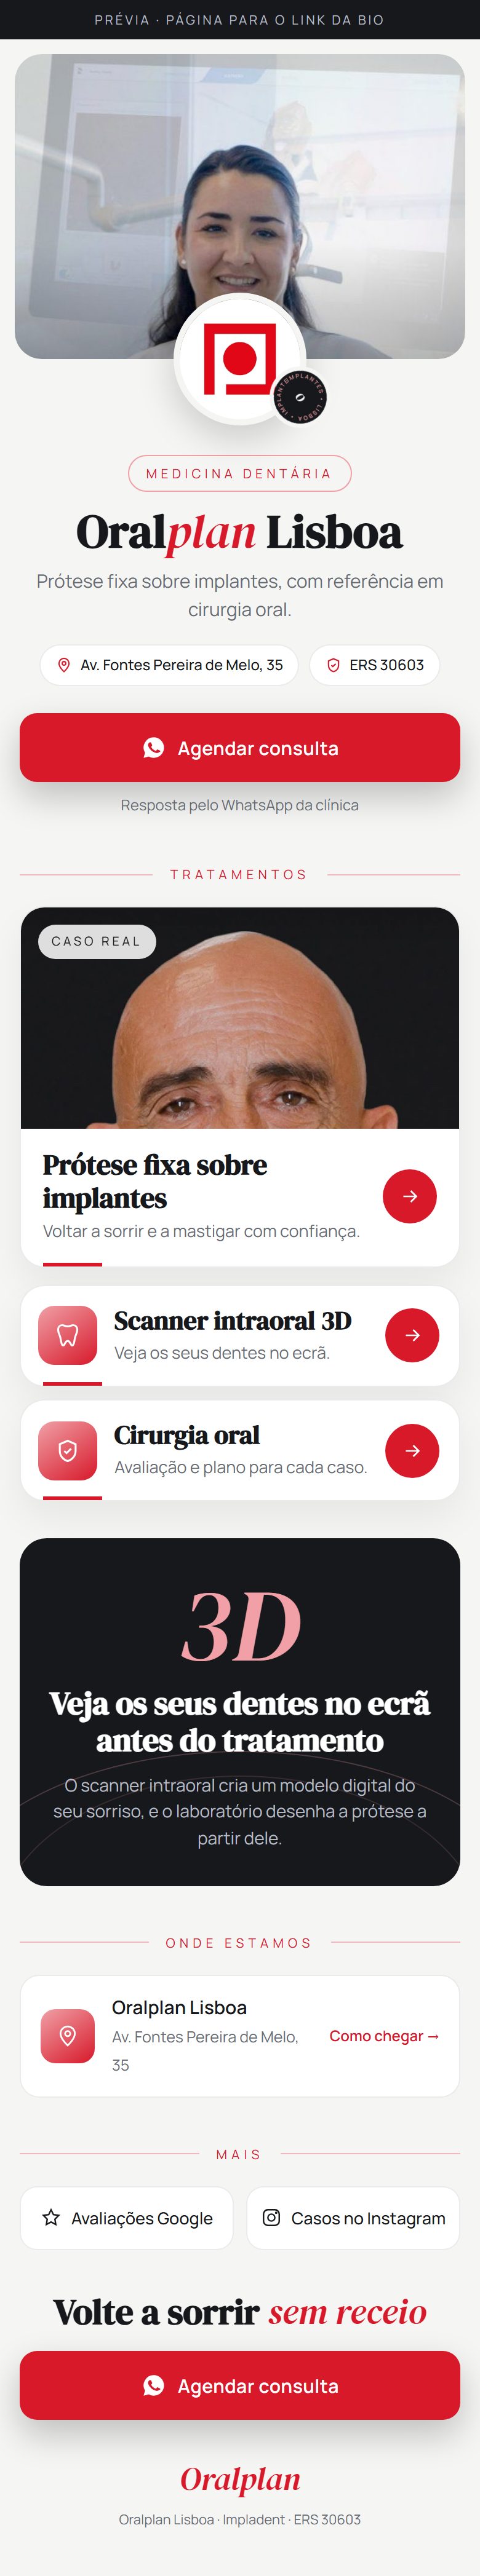 PRÉVIA · PÁGINA PARA O LINK DA BIO
IMPLANTES · LISBOA ·
MEDICINA DENTÁRIA
Oralplan Lisboa
Prótese fixa sobre implantes, com referência em
cirurgia oral.
Av. Fontes Pereira de Melo, 35
ERS 30603
Agendar consulta
Resposta pelo WhatsApp da clínica
TRATAMENTOS
CASO REAL
Prótese fixa sobre
implantes
Voltar a sorrir e a mastigar com confiança.
Scanner intraoral 3D
Veja os seus dentes no ecrã.
Cirurgia oral
Avaliação e plano para cada caso.
3D
Veja os seus dentes no ecrã
antes do tratamento
O scanner intraoral cria um modelo digital do
seu sorriso, e o laboratório desenha a prótese a
partir dele.
ONDE ESTAMOS
Oralplan Lisboa
Av. Fontes Pereira de Melo,
35
Como chegar →
MAIS
Avaliações Google
Casos no Instagram
Volte a sorrir sem receio
Agendar consulta
Oralplan
Oralplan Lisboa · Impladent · ERS 30603